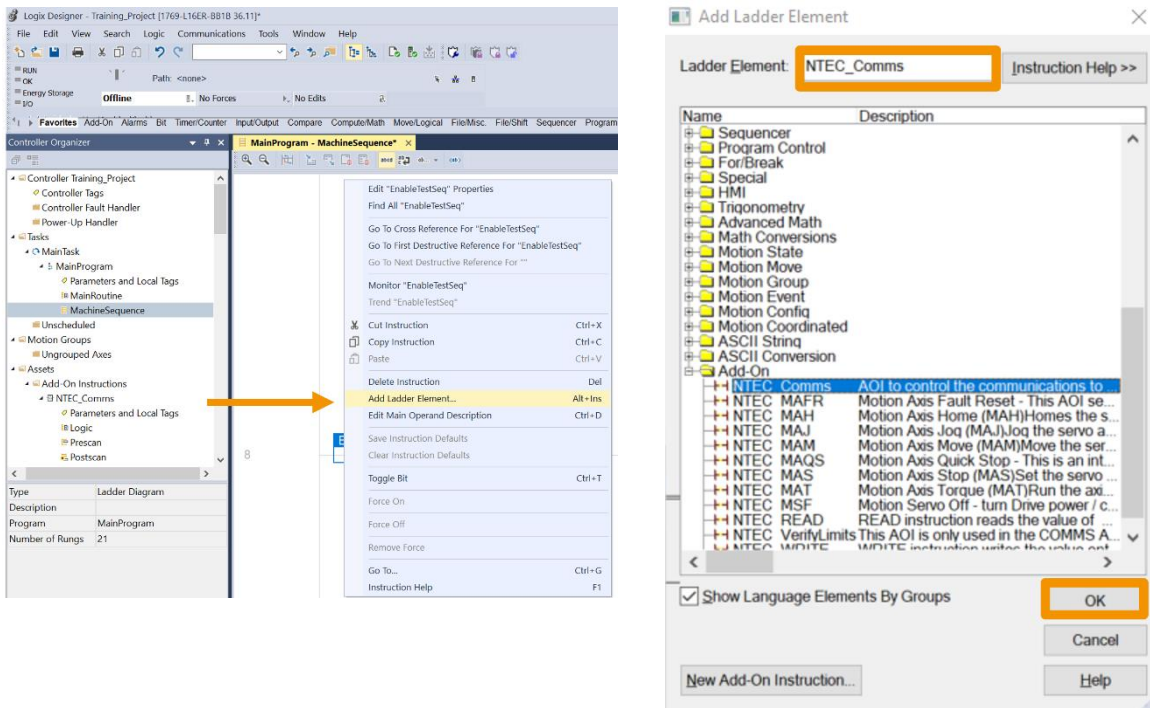 Logix Designer - Training_Project [1769-L16ER-BB1B 36.11]*
File Edit View Search Logic Communications Tools Window Help
RUN
OK
Energy Storage
I/O
Path: <none>
Offline
No Forces
No Edits
Favorites Add-On Alarms Bit Timer/Counter Input/Output Compare Compute/Math Move/Logical File/Misc. File/Shift Sequencer Program
Controller Organizer
MainProgram - MachineSequence*
Controller Training_Project
Controller Tags
Controller Fault Handler
Power-Up Handler
Tasks
MainTask
MainProgram
Parameters and Local Tags
MainRoutine
MachineSequence
Unscheduled
Motion Groups
Ungrouped Axes
Assets
Add-On Instructions
NTEC_Comms
Parameters and Local Tags
Logic
Prescan
Postscan
Type Ladder Diagram
Description
Program MainProgram
Number of Rungs 21
8
E
Edit "EnableTestSeq" Properties
Find All "EnableTestSeq"
Go To Cross Reference For "EnableTestSeq"
Go To First Destructive Reference For "EnableTestSeq"
Go To Next Destructive Reference For ""
Monitor "EnableTestSeq"
Trend "EnableTestSeq"
Cut Instruction Ctrl+X
Copy Instruction Ctrl+C
Paste Ctrl+V
Delete Instruction Del
Add Ladder Element... Alt+Ins
Edit Main Operand Description Ctrl+D
Save Instruction Defaults
Clear Instruction Defaults
Toggle Bit Ctrl+T
Force On
Force Off
Remove Force
Go To... Ctrl+G
Instruction Help F1
Add Ladder Element
Ladder Element: NTEC_Comms
Instruction Help >>
Name Description
Sequencer
Program Control
For/Break
Special
HMI
Trigonometry
Advanced Math
Math Conversions
Motion State
Motion Move
Motion Group
Motion Event
Motion Config
Motion Coordinated
ASCII String
ASCII Conversion
Add-On
NTEC_Comms AOI to control the communications to ...
NTEC_MAFR Motion Axis Fault Reset - This AOI se...
NTEC_MAH Motion Axis Home (MAH)Homes the s...
NTEC_MAJ Motion Axis Jog (MAJ)Jog the servo a...
NTEC_MAM Motion Axis Move (MAM)Move the ser...
NTEC_MAQS Motion Axis Quick Stop - This is an int...
NTEC_MAS Motion Axis Stop (MAS)Set the servo ...
NTEC_MAT Motion Axis Torque (MAT)Run the axi...
NTEC_MSF Motion Servo Off - turn Drive power / c...
NTEC_READ READ instruction reads the value of ...
NTEC_VerifyLimits This AOI is only used in the COMMS A...
NTEC_WRITE WRITE instruction writes the value ent...
Show Language Elements By Groups
OK
Cancel
New Add-On Instruction...
Help